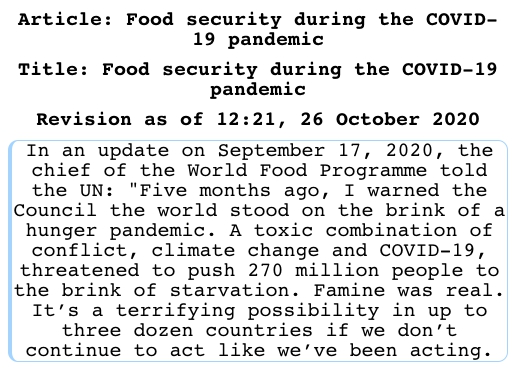 Article: Food security during the COVID-
19 pandemic
Title: Food security during the COVID-19
pandemic
Revision as of 12:21, 26 October 2020
In an update on September 17, 2020, the
chief of the World Food Programme told
the UN: "Five months ago, I warned the
Council the world stood on the brink of a
hunger pandemic. A toxic combination of
conflict, climate change and COVID-19,
threatened to push 270 million people to
the brink of starvation. Famine was real.
It’s a terrifying possibility in up to
three dozen countries if we don’t
continue to act like we’ve been acting.